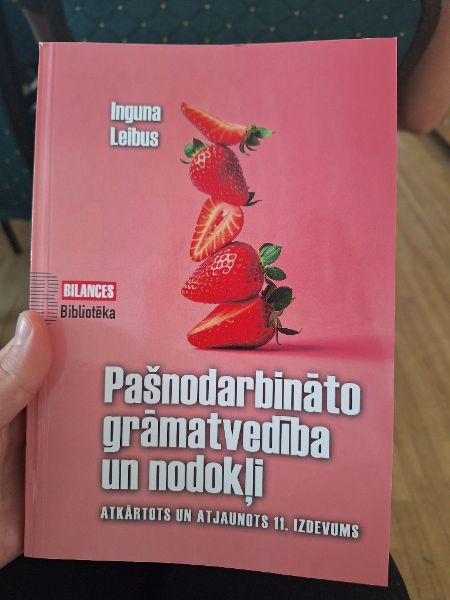 Inguna
Leibus
BILANCES
Bibliotēka
Pašnodarbināto
grāmatvedība
un nodokļi
ATKĀRTOTS UN ATJAUNOTS 11. IZDEVUMS